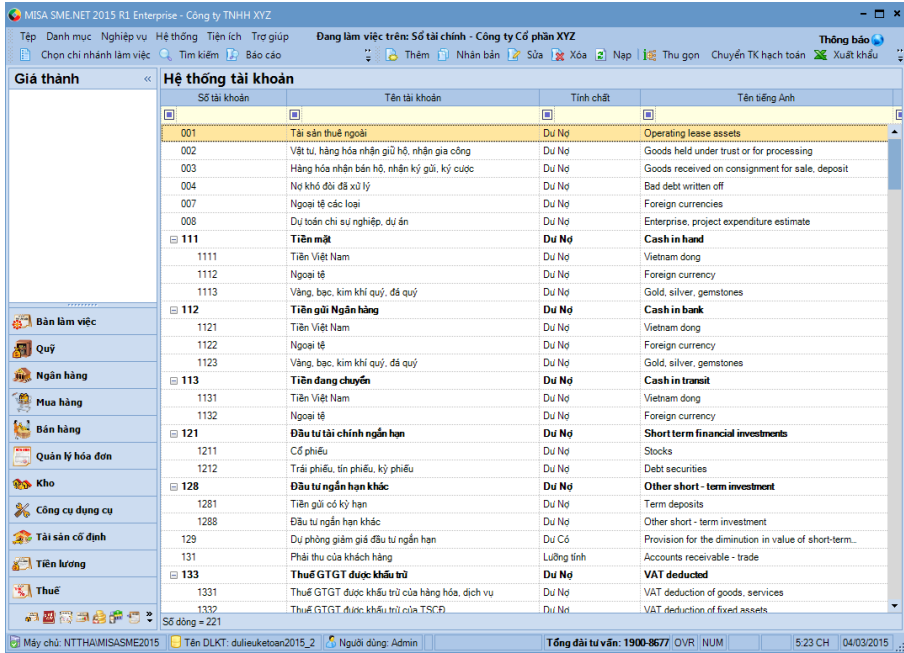 MISA SME.NET 2015 R1 Enterprise - Công ty TNHH XYZ
Tệp Danh mục Nghiệp vụ Hệ thống Tiện ích Trợ giúp Đang làm việc trên: Sổ tài chính - Công ty Cổ phần XYZ Thông báo
Chọn chi nhánh làm việc Tìm kiếm Báo cáo Thêm Nhân bản Sửa Xóa Nạp Thu gọn Chuyển TK hạch toán Xuất khẩu
Giá thành «
Hệ thống tài khoản
Số tài khoản Tên tài khoản Tính chất Tên tiếng Anh
001 Tài sản thuê ngoài Dư Nợ Operating lease assets
002 Vật tư, hàng hóa nhận giữ hộ, nhận gia công Dư Nợ Goods held under trust or for processing
003 Hàng hóa nhận bán hộ, nhận ký gửi, ký cược Dư Nợ Goods received on consignment for sale, deposit
004 Nợ khó đòi đã xử lý Dư Nợ Bad debt written off
007 Ngoại tệ các loại Dư Nợ Foreign currencies
008 Dự toán chi sự nghiệp, dự án Dư Nợ Enterprise, project expenditure estimate
111 Tiền mặt Dư Nợ Cash in hand
1111 Tiền Việt Nam Dư Nợ Vietnam dong
1112 Ngoại tệ Dư Nợ Foreign currency
1113 Vàng, bạc, kim khí quý, đá quý Dư Nợ Gold, silver, gemstones
112 Tiền gửi Ngân hàng Dư Nợ Cash in bank
1121 Tiền Việt Nam Dư Nợ Vietnam dong
1122 Ngoại tệ Dư Nợ Foreign currency
1123 Vàng, bạc, kim khí quý, đá quý Dư Nợ Gold, silver, gemstones
113 Tiền đang chuyển Dư Nợ Cash in transit
1131 Tiền Việt Nam Dư Nợ Vietnam dong
1132 Ngoại tệ Dư Nợ Foreign currency
121 Đầu tư tài chính ngắn hạn Dư Nợ Short term financial investments
1211 Cổ phiếu Dư Nợ Stocks
1212 Trái phiếu, tín phiếu, kỳ phiếu Dư Nợ Debt securities
128 Đầu tư ngắn hạn khác Dư Nợ Other short - term investment
1281 Tiền gửi có kỳ hạn Dư Nợ Term deposits
1288 Đầu tư ngắn hạn khác Dư Nợ Other short - term investment
129 Dự phòng giảm giá đầu tư ngắn hạn Dư Có Provision for the diminution in value of short-term...
131 Phải thu của khách hàng Lưỡng tính Accounts receivable - trade
133 Thuế GTGT được khấu trừ Dư Nợ VAT deducted
1331 Thuế GTGT được khấu trừ của hàng hóa, dịch vụ Dư Nợ VAT deduction of goods, services
1332 Thuế GTGT được khấu trừ của TSCĐ Dư Nợ VAT deduction of fixed assets
Số dòng = 221
Bàn làm việc
Quỹ
Ngân hàng
Mua hàng
Bán hàng
Quản lý hóa đơn
Kho
Công cụ dụng cụ
Tài sản cố định
Tiền lương
Thuế
Máy chủ: NTTHA\MISASME2015 Tên DLKT: dulieuketoan2015_2 Người dùng: Admin Tổng đài tư vấn: 1900-8677 OVR NUM 5:23 CH 04/03/2015